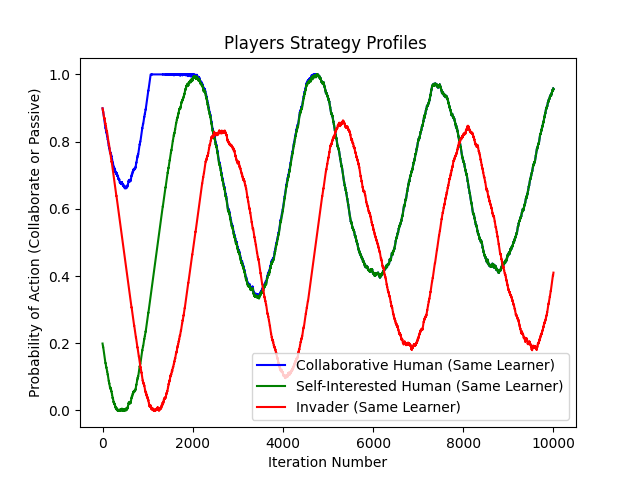 Players Strategy Profiles
Probability of Action (Collaborate or Passive)
1.0
0.8
0.6
0.4
0.2
0.0
Collaborative Human (Same Learner)
Self-Interested Human (Same Learner)
Invader (Same Learner)
0 2000 4000 6000 8000 10000
Iteration Number